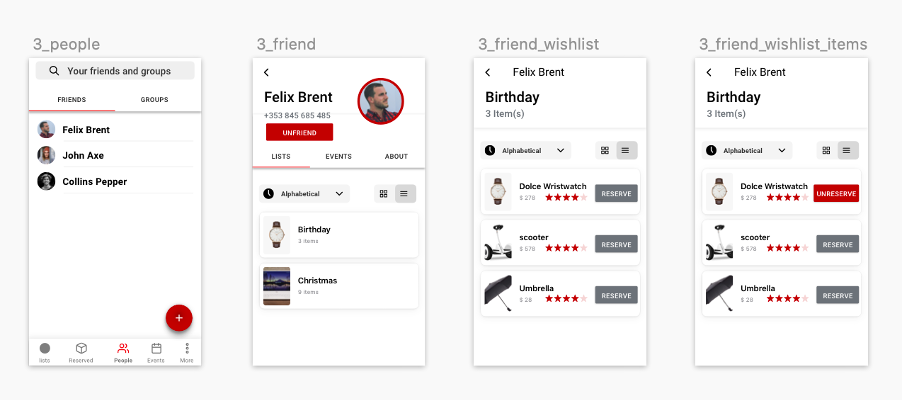 3_people
Your friends and groups
FRIENDS GROUPS
Felix Brent
John Axe
Collins Pepper
+
lists Reserved People Events More
3_friend
Felix Brent
+353 845 685 485
UNFRIEND
LISTS EVENTS ABOUT
Alphabetical
Birthday
3 items
Christmas
9 items
3_friend_wishlist
Felix Brent
Birthday
3 Item(s)
Alphabetical
Dolce Wristwatch
$ 278
RESERVE
scooter
$ 578
RESERVE
Umbrella
$ 28
RESERVE
3_friend_wishlist_items
Felix Brent
Birthday
3 Item(s)
Alphabetical
Dolce Wristwatch
$ 278
UNRESERVE
scooter
$ 578
RESERVE
Umbrella
$ 28
RESERVE